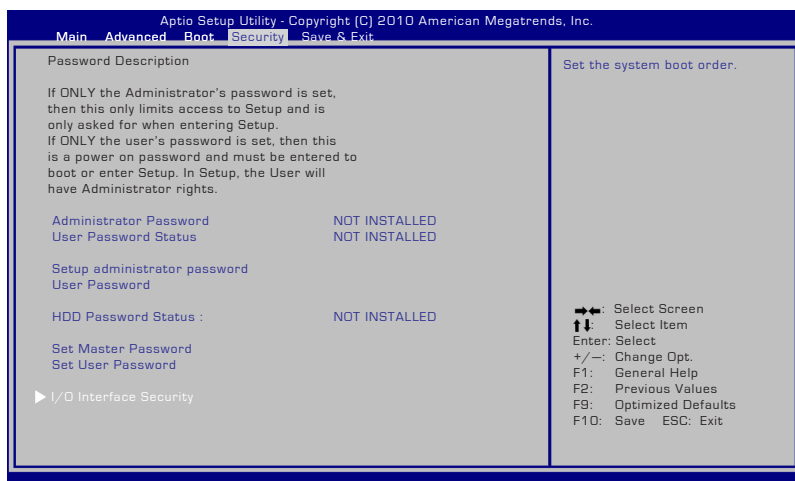 Aptio Setup Utility - Copyright (C) 2010 American Megatrends, Inc.
Main Advanced Boot Security Save & Exit
Password Description
If ONLY the Administrator's password is set,
then this only limits access to Setup and is
only asked for when entering Setup.
If ONLY the user's password is set, then this
is a power on password and must be entered to
boot or enter Setup. In Setup, the User will
have Administrator rights.
Administrator Password NOT INSTALLED
User Password Status NOT INSTALLED
Setup administrator password
User Password
HDD Password Status : NOT INSTALLED
Set Master Password
Set User Password
I/O Interface Security
Set the system boot order.
→←: Select Screen
↑↓: Select Item
Enter: Select
+/—: Change Opt.
F1: General Help
F2: Previous Values
F9: Optimized Defaults
F10: Save ESC: Exit